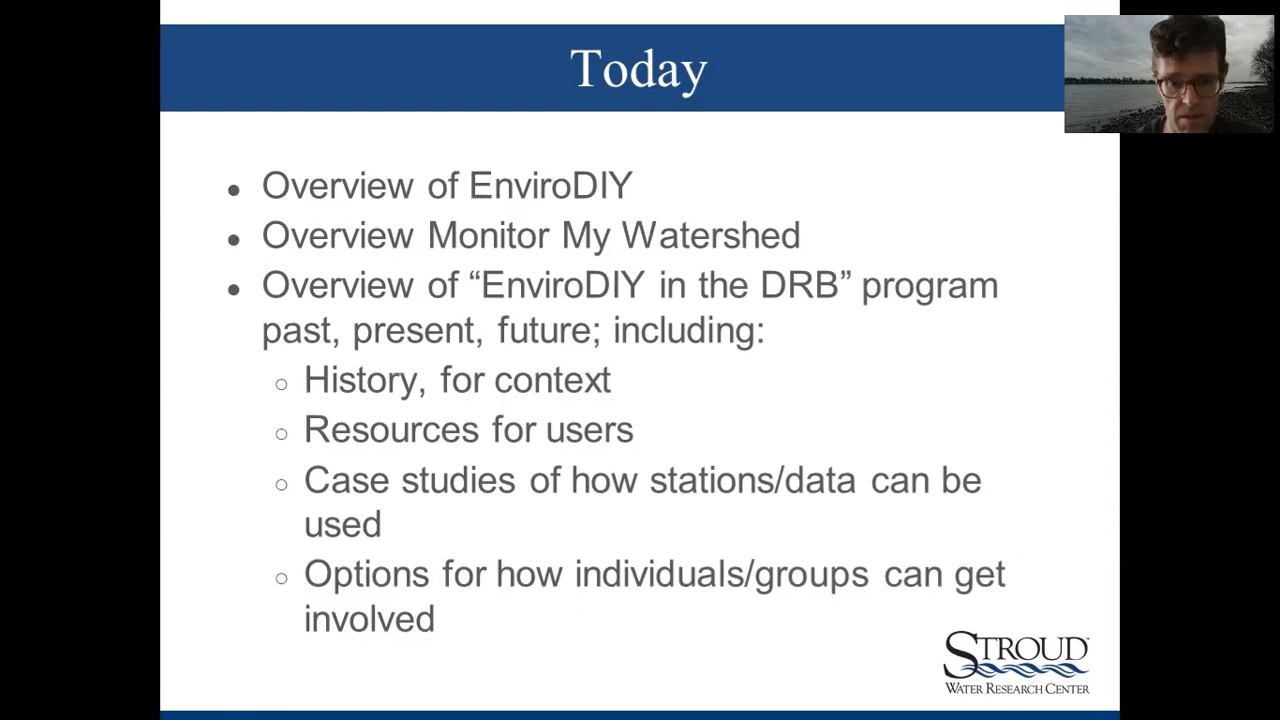 Today
• Overview of EnviroDIY
• Overview Monitor My Watershed
• Overview of “EnviroDIY in the DRB” program
past, present, future; including:
○ History, for context
○ Resources for users
○ Case studies of how stations/data can be
used
○ Options for how individuals/groups can get
involved
STROUD™
WATER RESEARCH CENTER